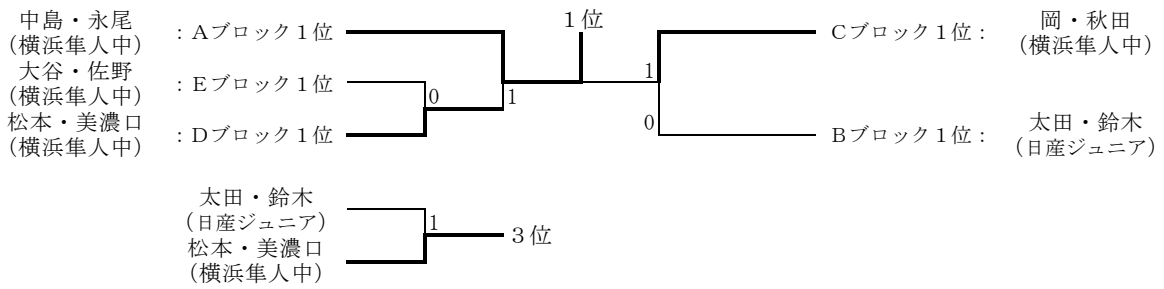 中島・永尾
(横浜隼人中)
：Aブロック１位
大谷・佐野
(横浜隼人中)
：Eブロック１位
松本・美濃口
(横浜隼人中)
：Dブロック１位
0
1
１位
1
0
Cブロック１位：
岡・秋田
(横浜隼人中)
Bブロック１位：
太田・鈴木
(日産ジュニア)
太田・鈴木
(日産ジュニア)
松本・美濃口
(横浜隼人中)
1
３位